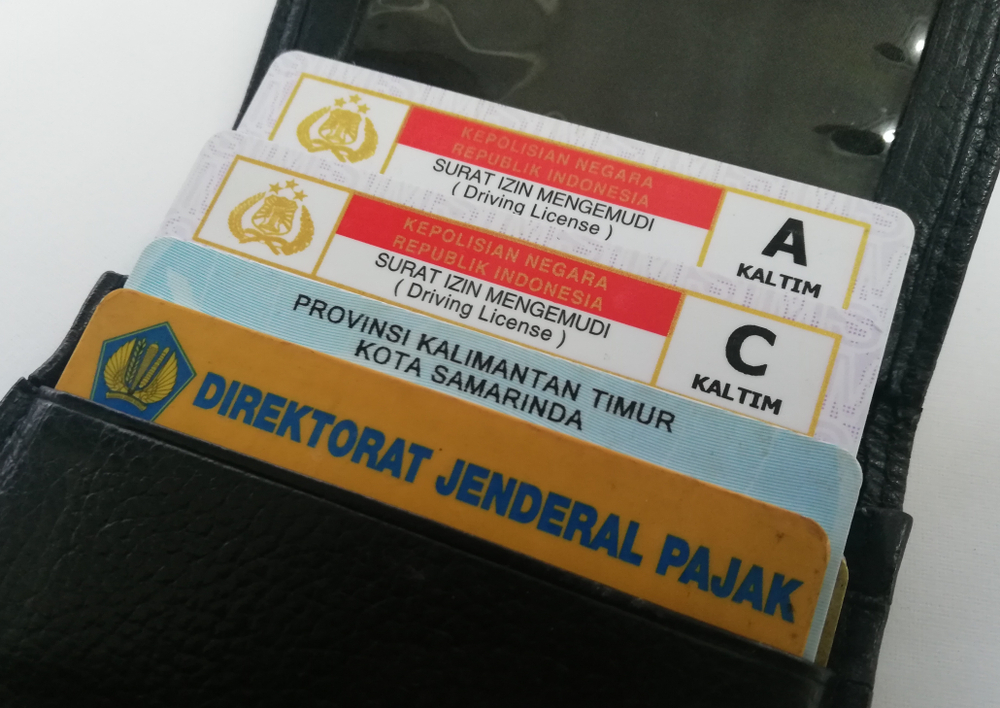 KEPOLISIAN NEGARA
REPUBLIK INDONESIA
SURAT IZIN MENGEMUDI
( Driving License )
A
KALTIM
KEPOLISIAN NEGARA
REPUBLIK INDONESIA
SURAT IZIN MENGEMUDI
( Driving License )
C
KALTIM
PROVINSI KALIMANTAN TIMUR
KOTA SAMARINDA
DIREKTORAT JENDERAL PAJAK